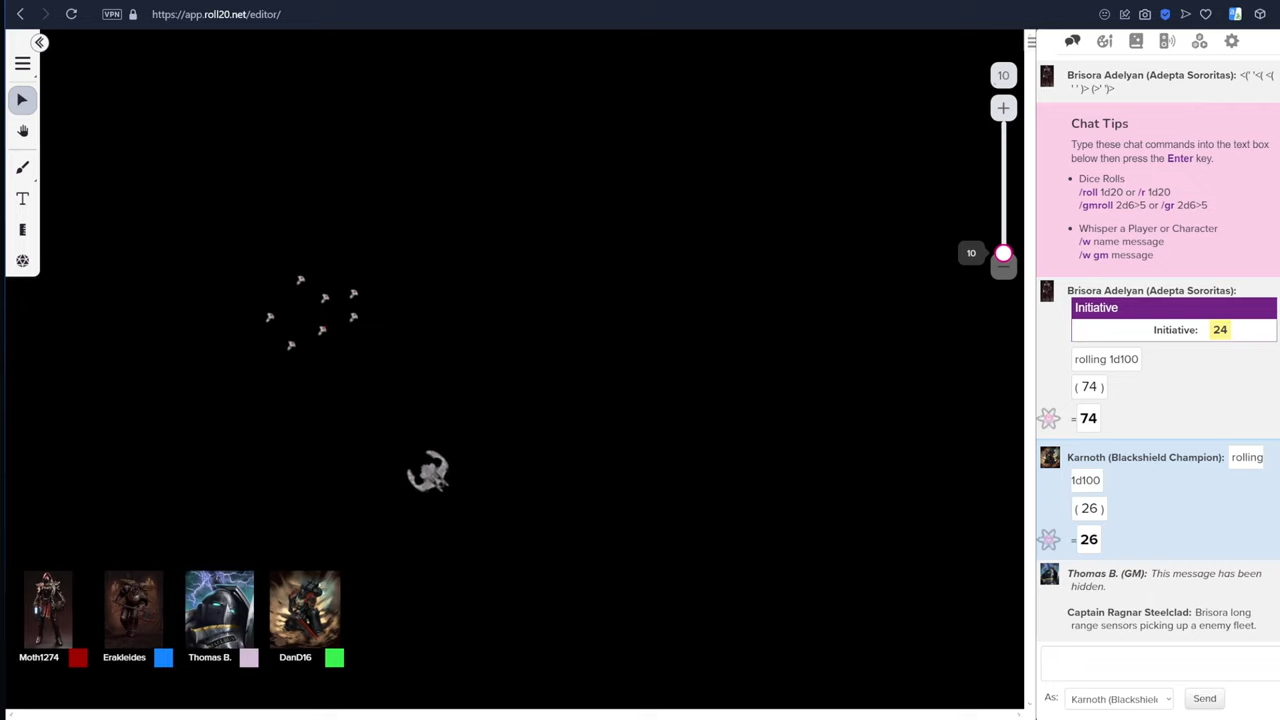 VPN
https://app.roll20.net/editor/
10
10
Brisora Adelyan (Adepta Sororitas): <(' '<( <(
' ' )> (>' ')>
Chat Tips
Type these chat commands into the text box
below then press the Enter key.
Dice Rolls
/roll 1d20 or /r 1d20
/gmroll 2d6>5 or /gr 2d6>5
Whisper a Player or Character
/w name message
/w gm message
Brisora Adelyan (Adepta Sororitas):
Initiative
Initiative: 24
rolling 1d100
( 74 )
= 74
Karnoth (Blackshield Champion): rolling
1d100
( 26 )
= 26
Thomas B. (GM): This message has been
hidden.
Captain Ragnar Steelclad: Brisora long
range sensors picking up a enemy fleet.
As: Karnoth (Blackshield
Send
Moth1274
Erakleides
Thomas B.
DanD16